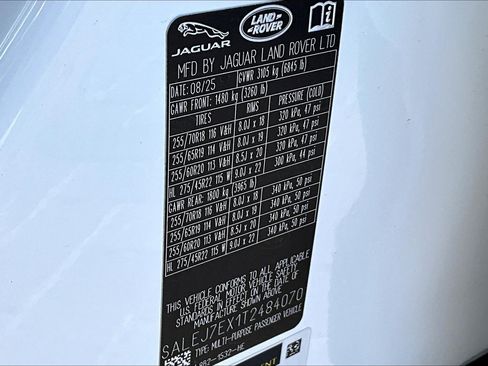 JAGUAR
LAND ROVER
MFD BY JAGUAR LAND ROVER LTD
DATE: 08/25 GVWR 3105 kg (6845 lb)
GAWR FRONT: 1480 kg (3260 lb)
TIRES RIMS PRESSURE (COLD)
255/70R18 116 V&H 8.0J x 18 320 kPa, 47 psi
255/65R19 114 V&H 8.0J x 19 320 kPa, 47 psi
255/60R20 113 V&H 8.5J x 20 320 kPa, 47 psi
HL 275/45R22 115 W 9.0J x 22 300 kPa, 44 psi
GAWR REAR: 1800 kg (3965 lb)
255/70R18 116 V&H 8.0J x 18 340 kPa, 50 psi
255/65R19 114 V&H 8.0J x 19 340 kPa, 50 psi
255/60R20 113 V&H 8.5J x 20 340 kPa, 50 psi
HL 275/45R22 115 W 9.0J x 22 340 kPa, 50 psi
THIS VEHICLE CONFORMS TO ALL APPLICABLE
U.S. FEDERAL MOTOR VEHICLE SAFETY
STANDARDS IN EFFECT ON THE DATE OF
MANUFACTURE SHOWN ABOVE
SALEJ7EX1T2484070
TYPE: MULTI-PURPOSE PASSENGER VEHICLE